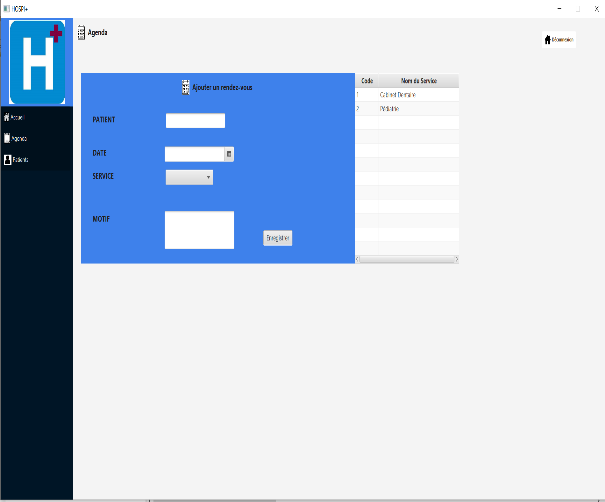 HOSPI+
H+
Agenda
Déconnexion
Accueil
Agenda
Patients
Ajouter un rendez-vous
PATIENT
DATE
SERVICE
MOTIF
Enregistrer
Code Nom du Service
1 Cabinet Dentaire
2 Pédiatrie